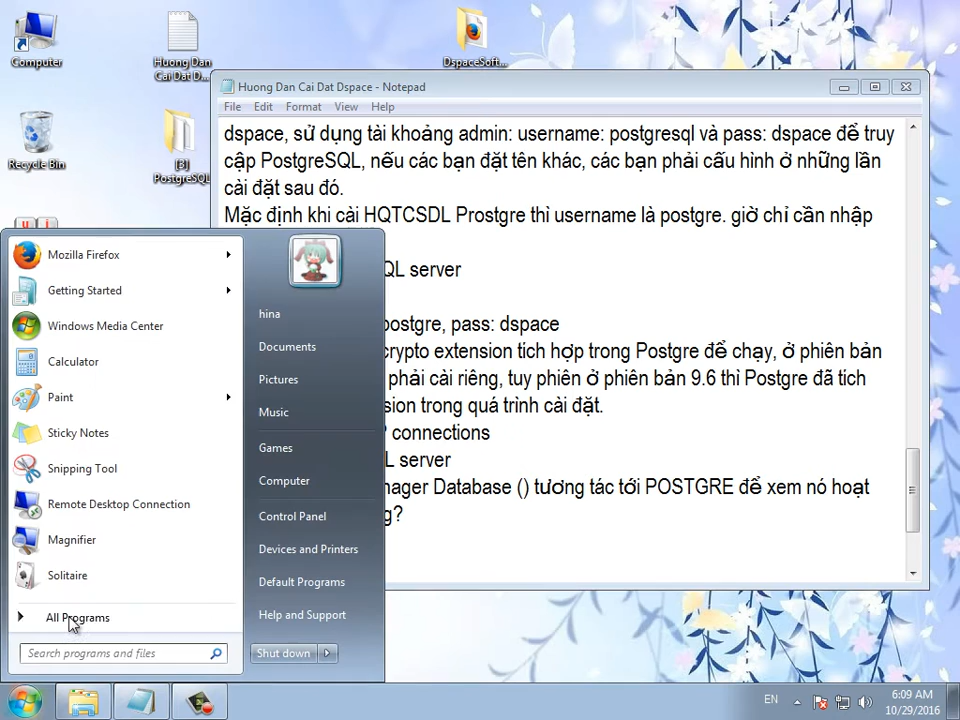 Computer
Huong Dan
Cai Dat D...
DspaceSoft...
Recycle Bin
[3]
PostgreSQL
Huong Dan Cai Dat Dspace - Notepad
File Edit Format View Help
dspace, sử dụng tài khoảng admin: username: postgresql và pass: dspace để truy
cập PostgreSQL, nếu các bạn đặt tên khác, các bạn phải cấu hình ở những lần
cài đặt sau đó.
Mặc định khi cài HQTCSDL Prostgre thì username là postgre. giờ chỉ cần nhập
QL server
postgre, pass: dspace
crypto extension tích hợp trong Postgre để chạy, ở phiên bản
phải cài riêng, tuy phiên ở phiên bản 9.6 thì Postgre đã tích
sion trong quá trình cài đặt.
P connections
L server
nager Database () tương tác tới POSTGRE để xem nó hoạt
g?
Mozilla Firefox
Getting Started
Windows Media Center
Calculator
Paint
Sticky Notes
Snipping Tool
Remote Desktop Connection
Magnifier
Solitaire
All Programs
Search programs and files
hina
Documents
Pictures
Music
Games
Computer
Control Panel
Devices and Printers
Default Programs
Help and Support
Shut down
EN
6:09 AM
10/29/2016